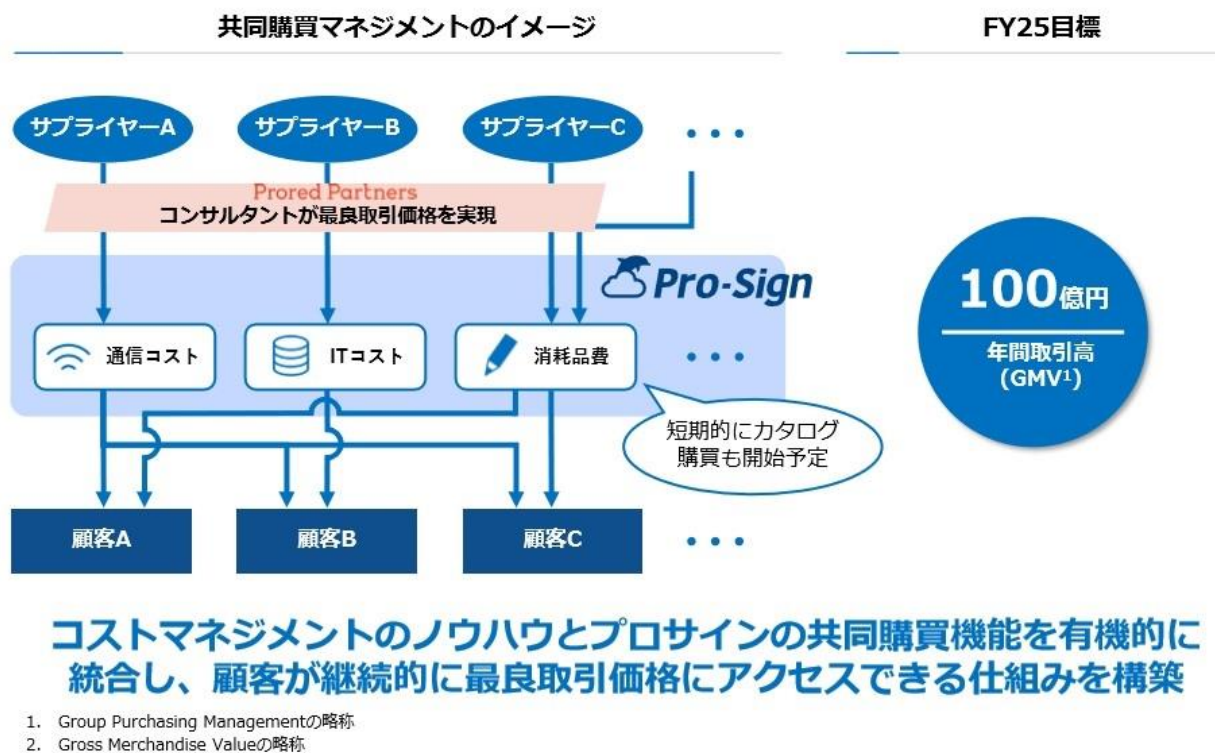 共同購買マネジメントのイメージ
FY25目標
サプライヤーA
サプライヤーB
サプライヤーC
・・・
Prored Partners
コンサルタントが最良取引価格を実現
Pro-Sign
通信コスト
ITコスト
消耗品費
・・・
短期的にカタログ
購買も開始予定
顧客A
顧客B
顧客C
・・・
100億円
年間取引高
(GMV¹)
コストマネジメントのノウハウとプロサインの共同購買機能を有機的に
統合し、顧客が継続的に最良取引価格にアクセスできる仕組みを構築
1. Group Purchasing Managementの略称
2. Gross Merchandise Valueの略称